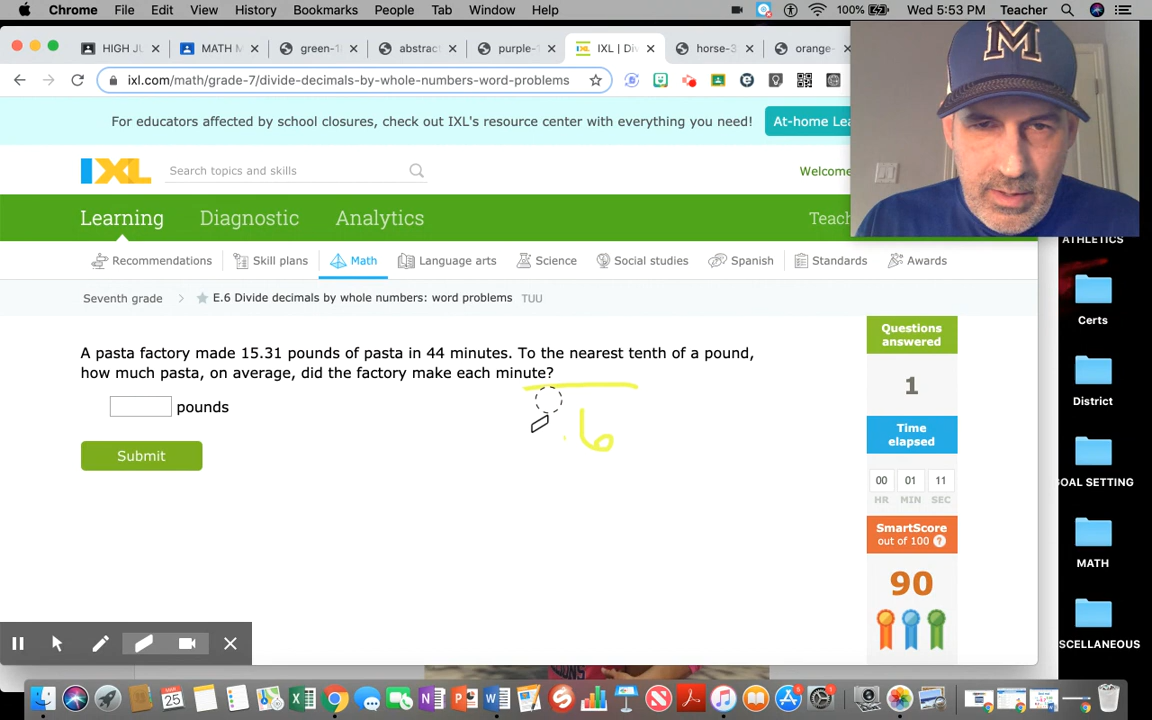 Chrome File Edit View History Bookmarks People Tab Window Help 100% Wed 5:53 PM Teacher
HIGH JU MATH M green-1 abstrac purple-1 IXL | Div horse-3 orange-
ixl.com/math/grade-7/divide-decimals-by-whole-numbers-word-problems
For educators affected by school closures, check out IXL's resource center with everything you need! At-home Lea
IXL Search topics and skills Welcome
Learning Diagnostic Analytics Teach
ATHLETICS
Recommendations Skill plans Math Language arts Science Social studies Spanish Standards Awards
Seventh grade > E.6 Divide decimals by whole numbers: word problems TUU
Certs
Questions answered
1
A pasta factory made 15.31 pounds of pasta in 44 minutes. To the nearest tenth of a pound,
how much pasta, on average, did the factory make each minute?
pounds
.6
Submit
District
Time elapsed
00 01 11
HR MIN SEC
GOAL SETTING
SmartScore
out of 100 ?
90
MATH
SCELLANEOUS